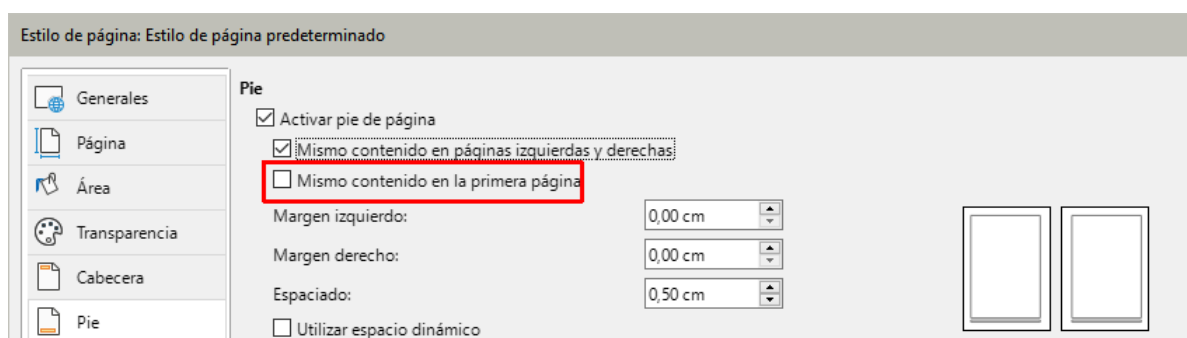 Estilo de página: Estilo de página predeterminado
Generales
Página
Área
Transparencia
Cabecera
Pie
Pie
Activar pie de página
Mismo contenido en páginas izquierdas y derechas
Mismo contenido en la primera página
Margen izquierdo: 0,00 cm
Margen derecho: 0,00 cm
Espaciado: 0,50 cm
Utilizar espacio dinámico